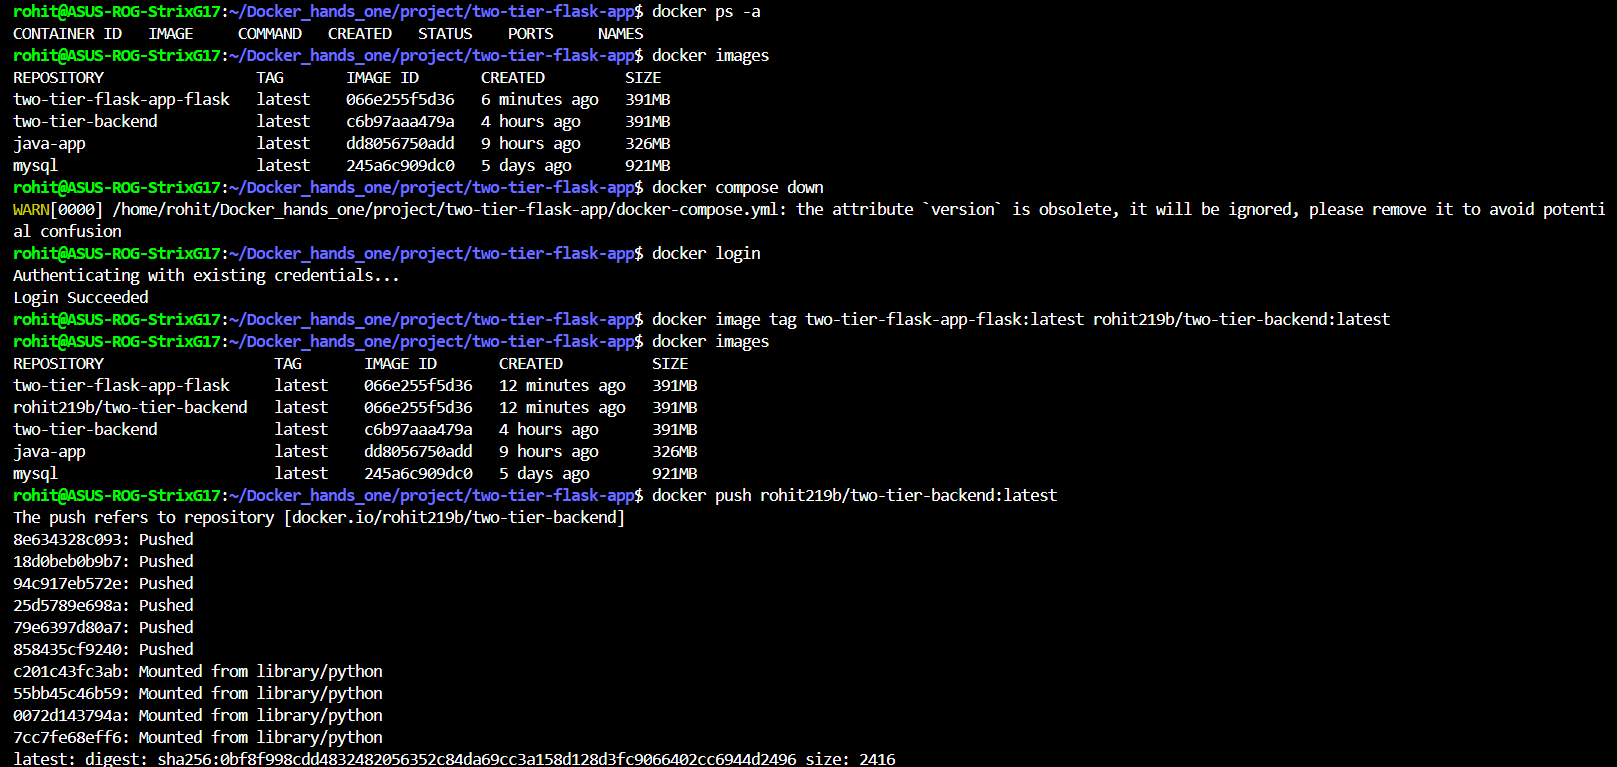 rohit@ASUS-ROG-StrixG17:~/Docker_hands_one/project/two-tier-flask-app$ docker ps -a
CONTAINER ID   IMAGE     COMMAND   CREATED   STATUS    PORTS     NAMES
rohit@ASUS-ROG-StrixG17:~/Docker_hands_one/project/two-tier-flask-app$ docker images
REPOSITORY                 TAG       IMAGE ID       CREATED         SIZE
two-tier-flask-app-flask   latest    066e255f5d36   6 minutes ago   391MB
two-tier-backend           latest    c6b97aaa479a   4 hours ago     391MB
java-app                   latest    dd8056750add   9 hours ago     326MB
mysql                      latest    245a6c909dc0   5 days ago      921MB
rohit@ASUS-ROG-StrixG17:~/Docker_hands_one/project/two-tier-flask-app$ docker compose down
WARN[0000] /home/rohit/Docker_hands_one/project/two-tier-flask-app/docker-compose.yml: the attribute `version` is obsolete, it will be ignored, please remove it to avoid potenti
al confusion
rohit@ASUS-ROG-StrixG17:~/Docker_hands_one/project/two-tier-flask-app$ docker login
Authenticating with existing credentials...
Login Succeeded
rohit@ASUS-ROG-StrixG17:~/Docker_hands_one/project/two-tier-flask-app$ docker image tag two-tier-flask-app-flask:latest rohit219b/two-tier-backend:latest
rohit@ASUS-ROG-StrixG17:~/Docker_hands_one/project/two-tier-flask-app$ docker images
REPOSITORY                   TAG       IMAGE ID       CREATED          SIZE
two-tier-flask-app-flask     latest    066e255f5d36   12 minutes ago   391MB
rohit219b/two-tier-backend   latest    066e255f5d36   12 minutes ago   391MB
two-tier-backend             latest    c6b97aaa479a   4 hours ago      391MB
java-app                     latest    dd8056750add   9 hours ago      326MB
mysql                        latest    245a6c909dc0   5 days ago       921MB
rohit@ASUS-ROG-StrixG17:~/Docker_hands_one/project/two-tier-flask-app$ docker push rohit219b/two-tier-backend:latest
The push refers to repository [docker.io/rohit219b/two-tier-backend]
8e634328c093: Pushed
18d0beb0b9b7: Pushed
94c917eb572e: Pushed
25d5789e698a: Pushed
79e6397d80a7: Pushed
858435cf9240: Pushed
c201c43fc3ab: Mounted from library/python
55bb45c46b59: Mounted from library/python
0072d143794a: Mounted from library/python
7cc7fe68eff6: Mounted from library/python
latest: digest: sha256:0bf8f998cdd4832482056352c84da69cc3a158d128d3fc9066402cc6944d2496 size: 2416